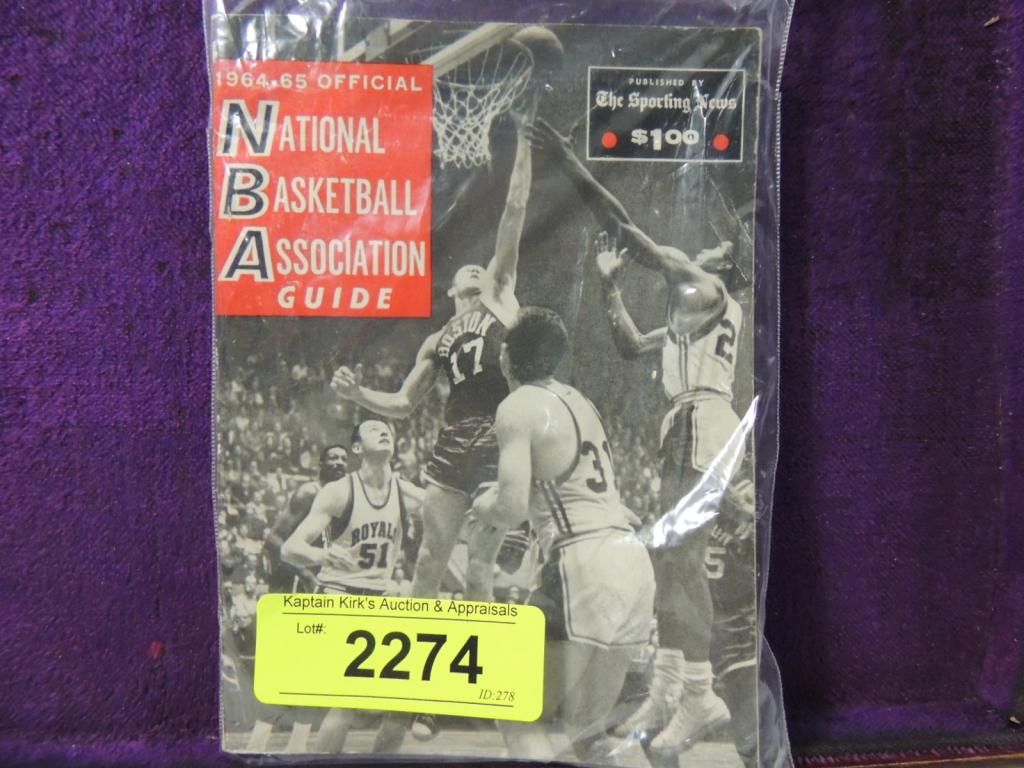 1964-65 OFFICIAL
NATIONAL
BASKETBALL
ASSOCIATION
GUIDE
PUBLISHED BY
The Sporting News
$1.00
BOSTON
17
2
3
ROYALS
51
5
Kaptain Kirk's Auction & Appraisals
Lot#: 2274
ID:278